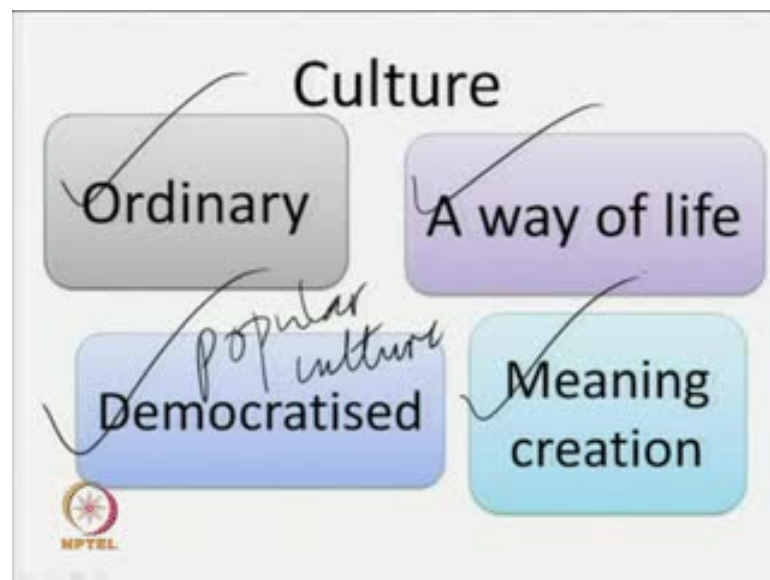 Culture
Ordinary
A way of life
popular
culture
Democratised
Meaning
creation
NPTEL